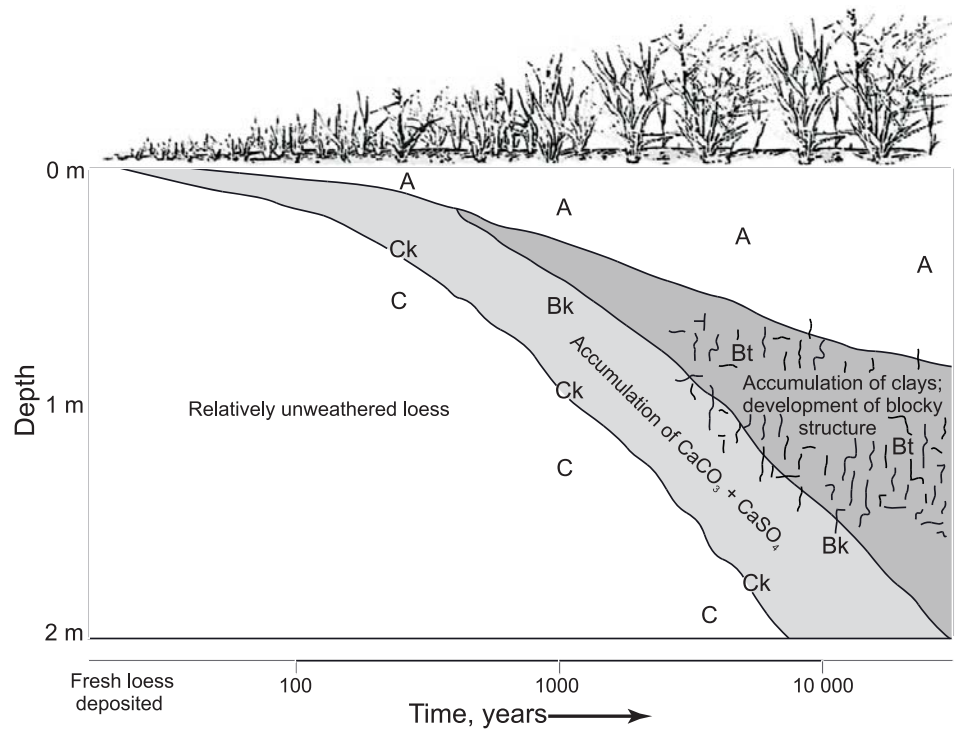 0 m
A
A
A
A
Ck
C
Bk
Bt
Accumulation of clays;
development of blocky
structure
Bt
Depth
1 m
Relatively unweathered loess
Ck
Accumulation of CaCO₃ + CaSO₄
C
Bk
Ck
C
2 m
Fresh loess
deposited
100
1000
10 000
Time, years